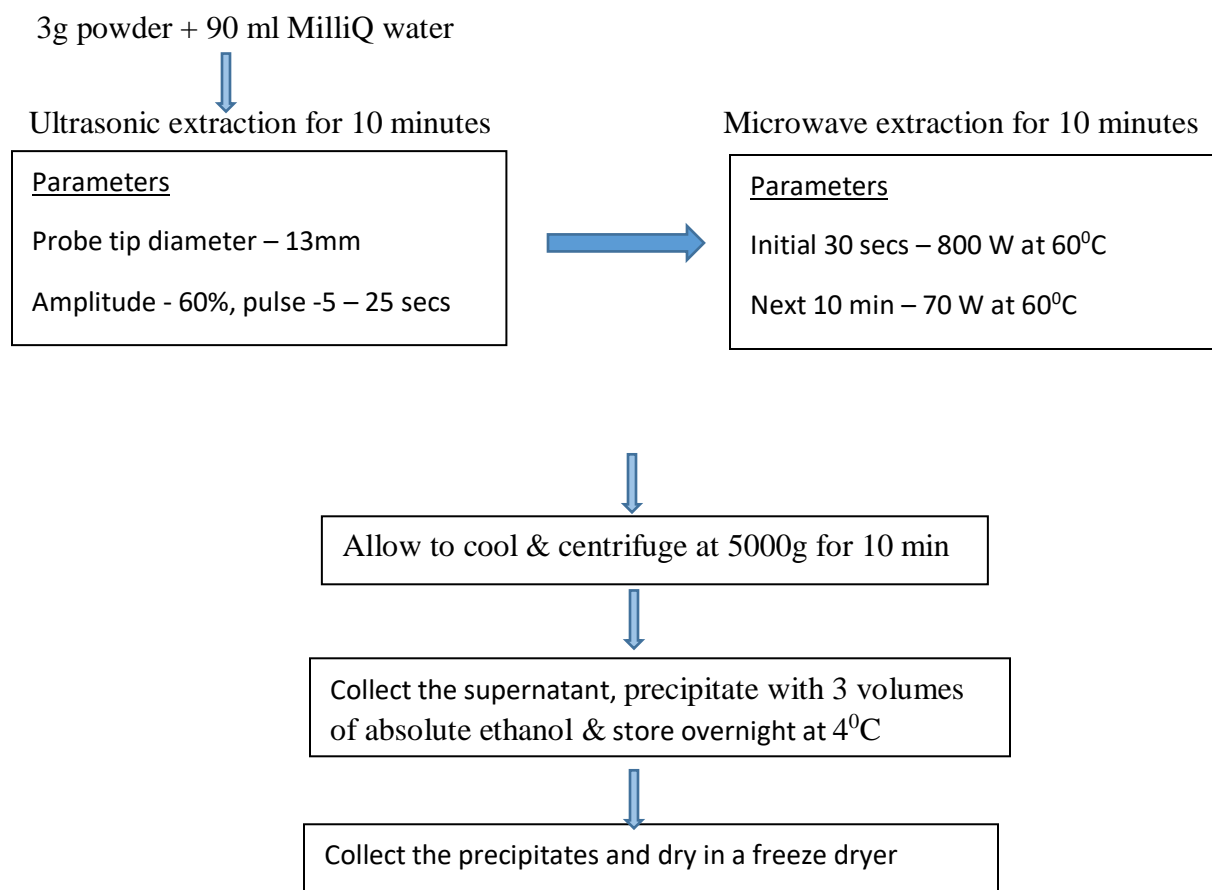 3g powder + 90 ml MilliQ water
Ultrasonic extraction for 10 minutes
Parameters
Probe tip diameter – 13mm
Amplitude - 60%, pulse -5 – 25 secs
Microwave extraction for 10 minutes
Parameters
Initial 30 secs – 800 W at 60⁰C
Next 10 min – 70 W at 60⁰C
Allow to cool & centrifuge at 5000g for 10 min
Collect the supernatant, precipitate with 3 volumes
of absolute ethanol & store overnight at 4⁰C
Collect the precipitates and dry in a freeze dryer